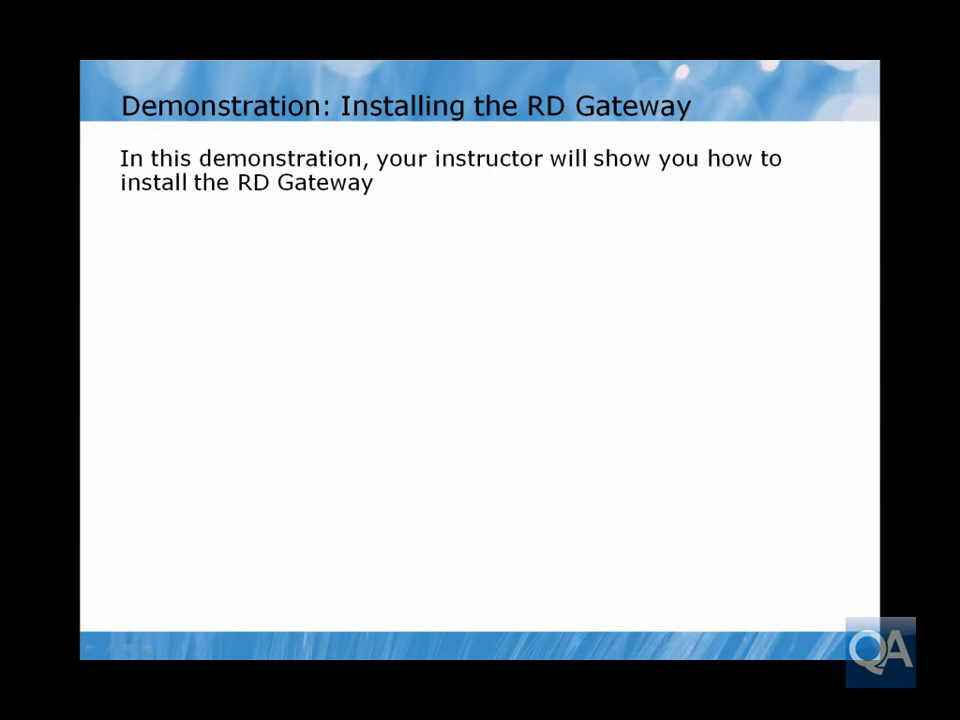 Demonstration: Installing the RD Gateway
In this demonstration, your instructor will show you how to
install the RD Gateway
QA